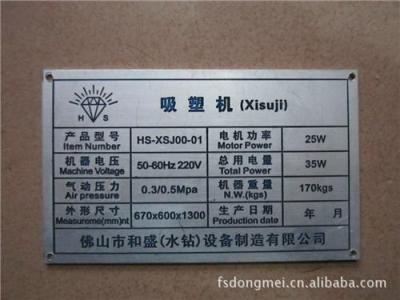 H S
吸塑机(Xisuji)
产品型号 HS-XSJ00-01 电机功率 25W
Item Number Motor Power
机器电压 50-60Hz 220V 总用电量 35W
Machine Voltage Total Power
气动压力 0.3/0.5Mpa 机器重量 170kgs
Air pressure N.W.(kgs)
外形尺寸 670x600x1300 生产日期 年 月
Measurome(mm)nt Production date
佛山市和盛(水钻)设备制造有限公司
fsdongmei.1688.com